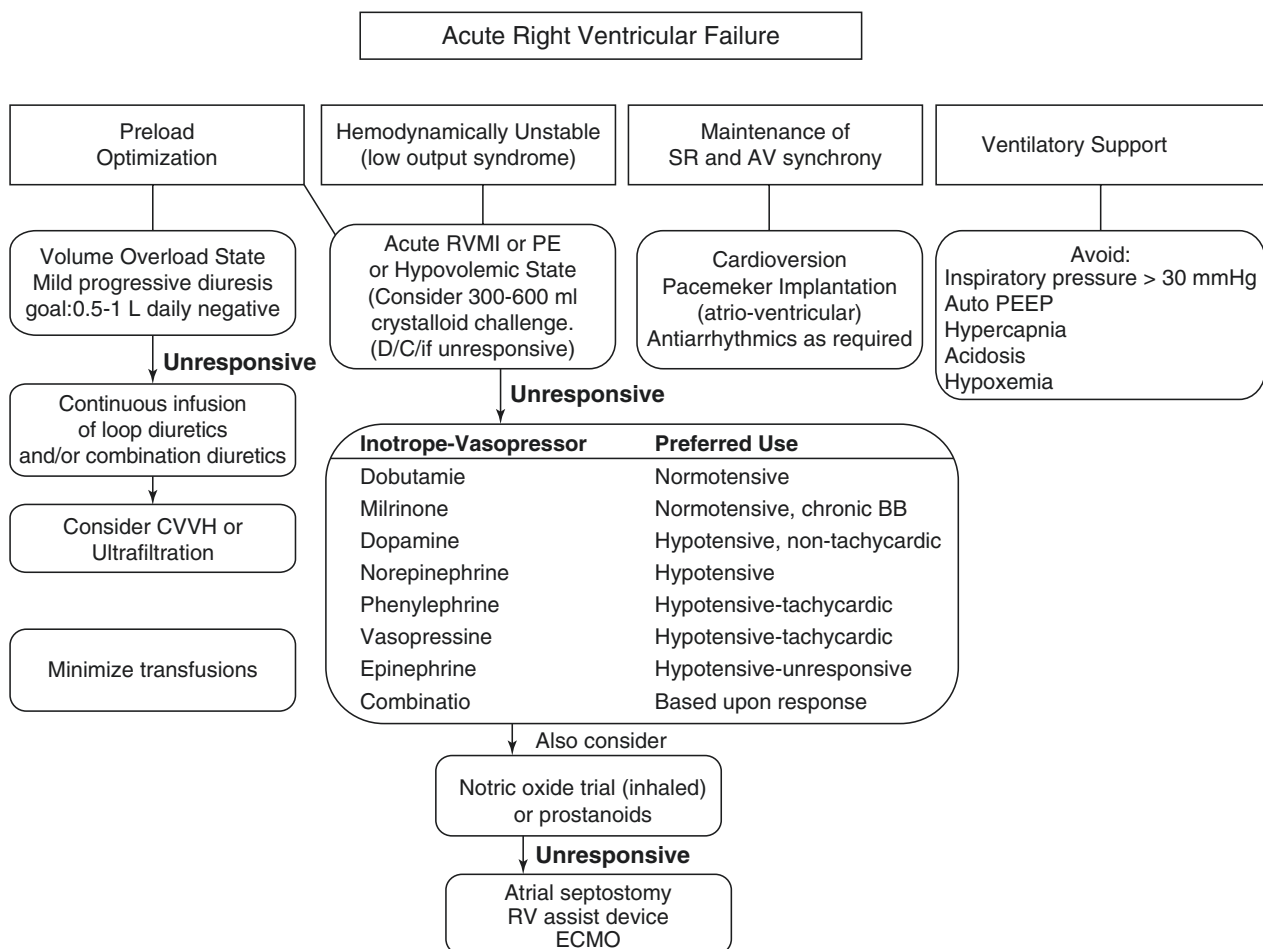 Acute Right Ventricular Failure
Preload
Optimization
Hemodynamically Unstable
(low output syndrome)
Maintenance of
SR and AV synchrony
Ventilatory Support
Volume Overload State
Mild progressive diuresis
goal:0.5-1 L daily negative
Unresponsive
Continuous infusion
of loop diuretics
and/or combination diuretics
Consider CVVH or
Ultrafiltration
Minimize transfusions
Acute RVMI or PE
or Hypovolemic State
(Consider 300-600 ml
crystalloid challenge.
(D/C/if unresponsive)
Unresponsive
Cardioversion
Pacemeker Implantation
(atrio-ventricular)
Antiarrhythmics as required
Avoid:
Inspiratory pressure > 30 mmHg
Auto PEEP
Hypercapnia
Acidosis
Hypoxemia
Inotrope-Vasopressor Preferred Use
Dobutamie Normotensive
Milrinone Normotensive, chronic BB
Dopamine Hypotensive, non-tachycardic
Norepinephrine Hypotensive
Phenylephrine Hypotensive-tachycardic
Vasopressine Hypotensive-tachycardic
Epinephrine Hypotensive-unresponsive
Combinatio Based upon response
Also consider
Notric oxide trial (inhaled)
or prostanoids
Unresponsive
Atrial septostomy
RV assist device
ECMO